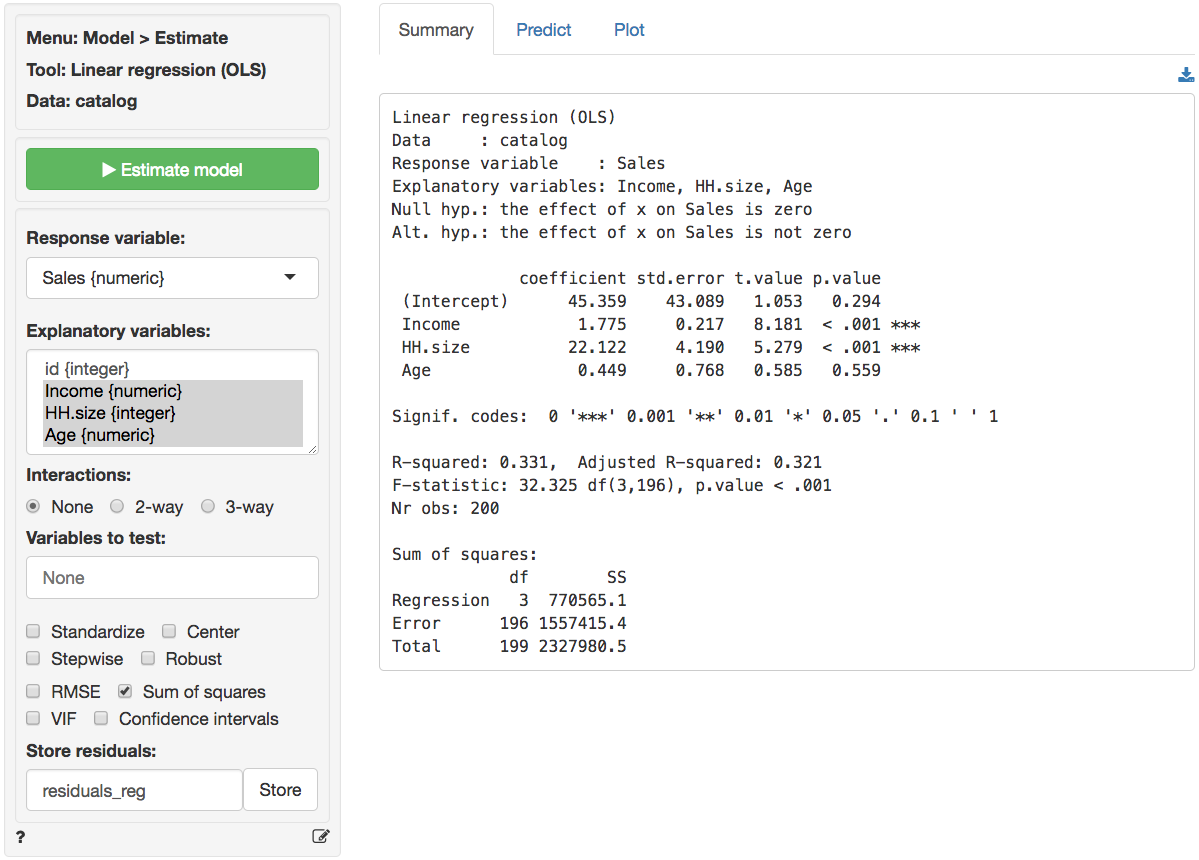 Menu: Model > Estimate
Tool: Linear regression (OLS)
Data: catalog
Estimate model
Response variable:
Sales {numeric}
Explanatory variables:
id {integer}
Income {numeric}
HH.size {integer}
Age {numeric}
Interactions:
None 2-way 3-way
Variables to test:
None
Standardize Center
Stepwise Robust
RMSE Sum of squares
VIF Confidence intervals
Store residuals:
residuals_reg Store
?
Summary Predict Plot
Linear regression (OLS)
Data     : catalog
Response variable    : Sales
Explanatory variables: Income, HH.size, Age
Null hyp.: the effect of x on Sales is zero
Alt. hyp.: the effect of x on Sales is not zero
             coefficient std.error t.value p.value
 (Intercept)      45.359    43.089   1.053   0.294
 Income            1.775     0.217   8.181  < .001 ***
 HH.size          22.122     4.190   5.279  < .001 ***
 Age               0.449     0.768   0.585   0.559
Signif. codes:  0 '***' 0.001 '**' 0.01 '*' 0.05 '.' 0.1 ' ' 1
R-squared: 0.331,  Adjusted R-squared: 0.321
F-statistic: 32.325 df(3,196), p.value < .001
Nr obs: 200
Sum of squares:
            df        SS
Regression   3  770565.1
Error      196 1557415.4
Total      199 2327980.5